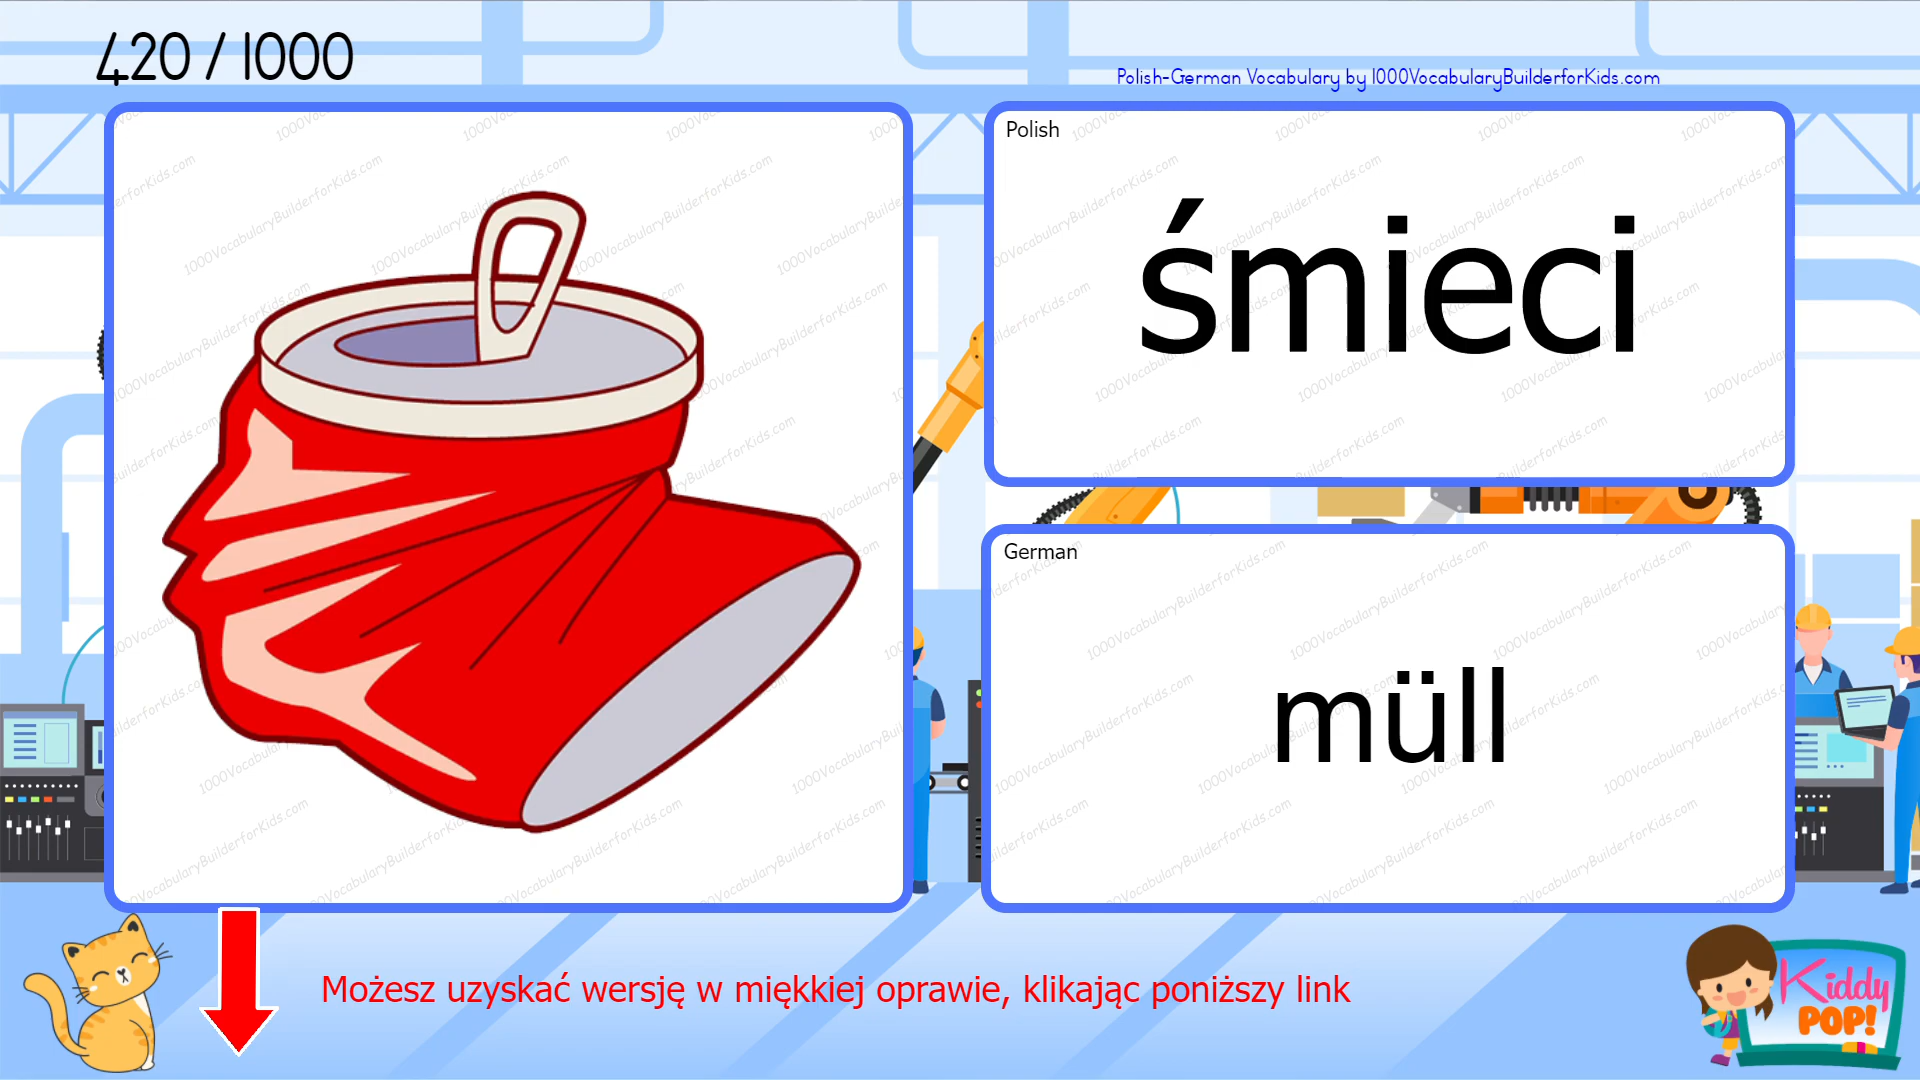 420 / 1000
Polish-German Vocabulary by 1000VocabularyBuilderforKids.com
Polish
śmieci
German
müll
Możesz uzyskać wersję w miękkiej oprawie, klikając poniższy link
Kiddy
POP!